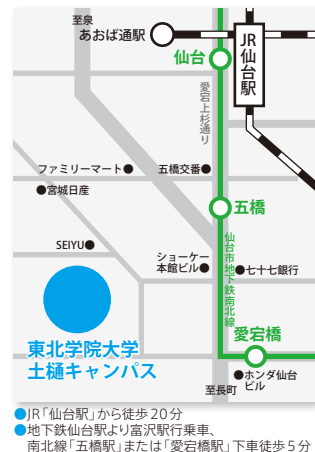 至泉
あおば通駅
仙台
JR仙台駅
愛宕上杉通り
ファミリーマート●
五橋交番●
●宮城日産
五橋
SEIYU●
ショーケー
本館ビル●
仙台市地下鉄南北線
●七十七銀行
東北学院大学
土樋キャンパス
愛宕橋
●ホンダ仙台
ビル
至長町
●JR「仙台駅」から徒歩20分
●地下鉄仙台駅より富沢駅行乗車、
南北線「五橋駅」または「愛宕橋駅」下車徒歩5分